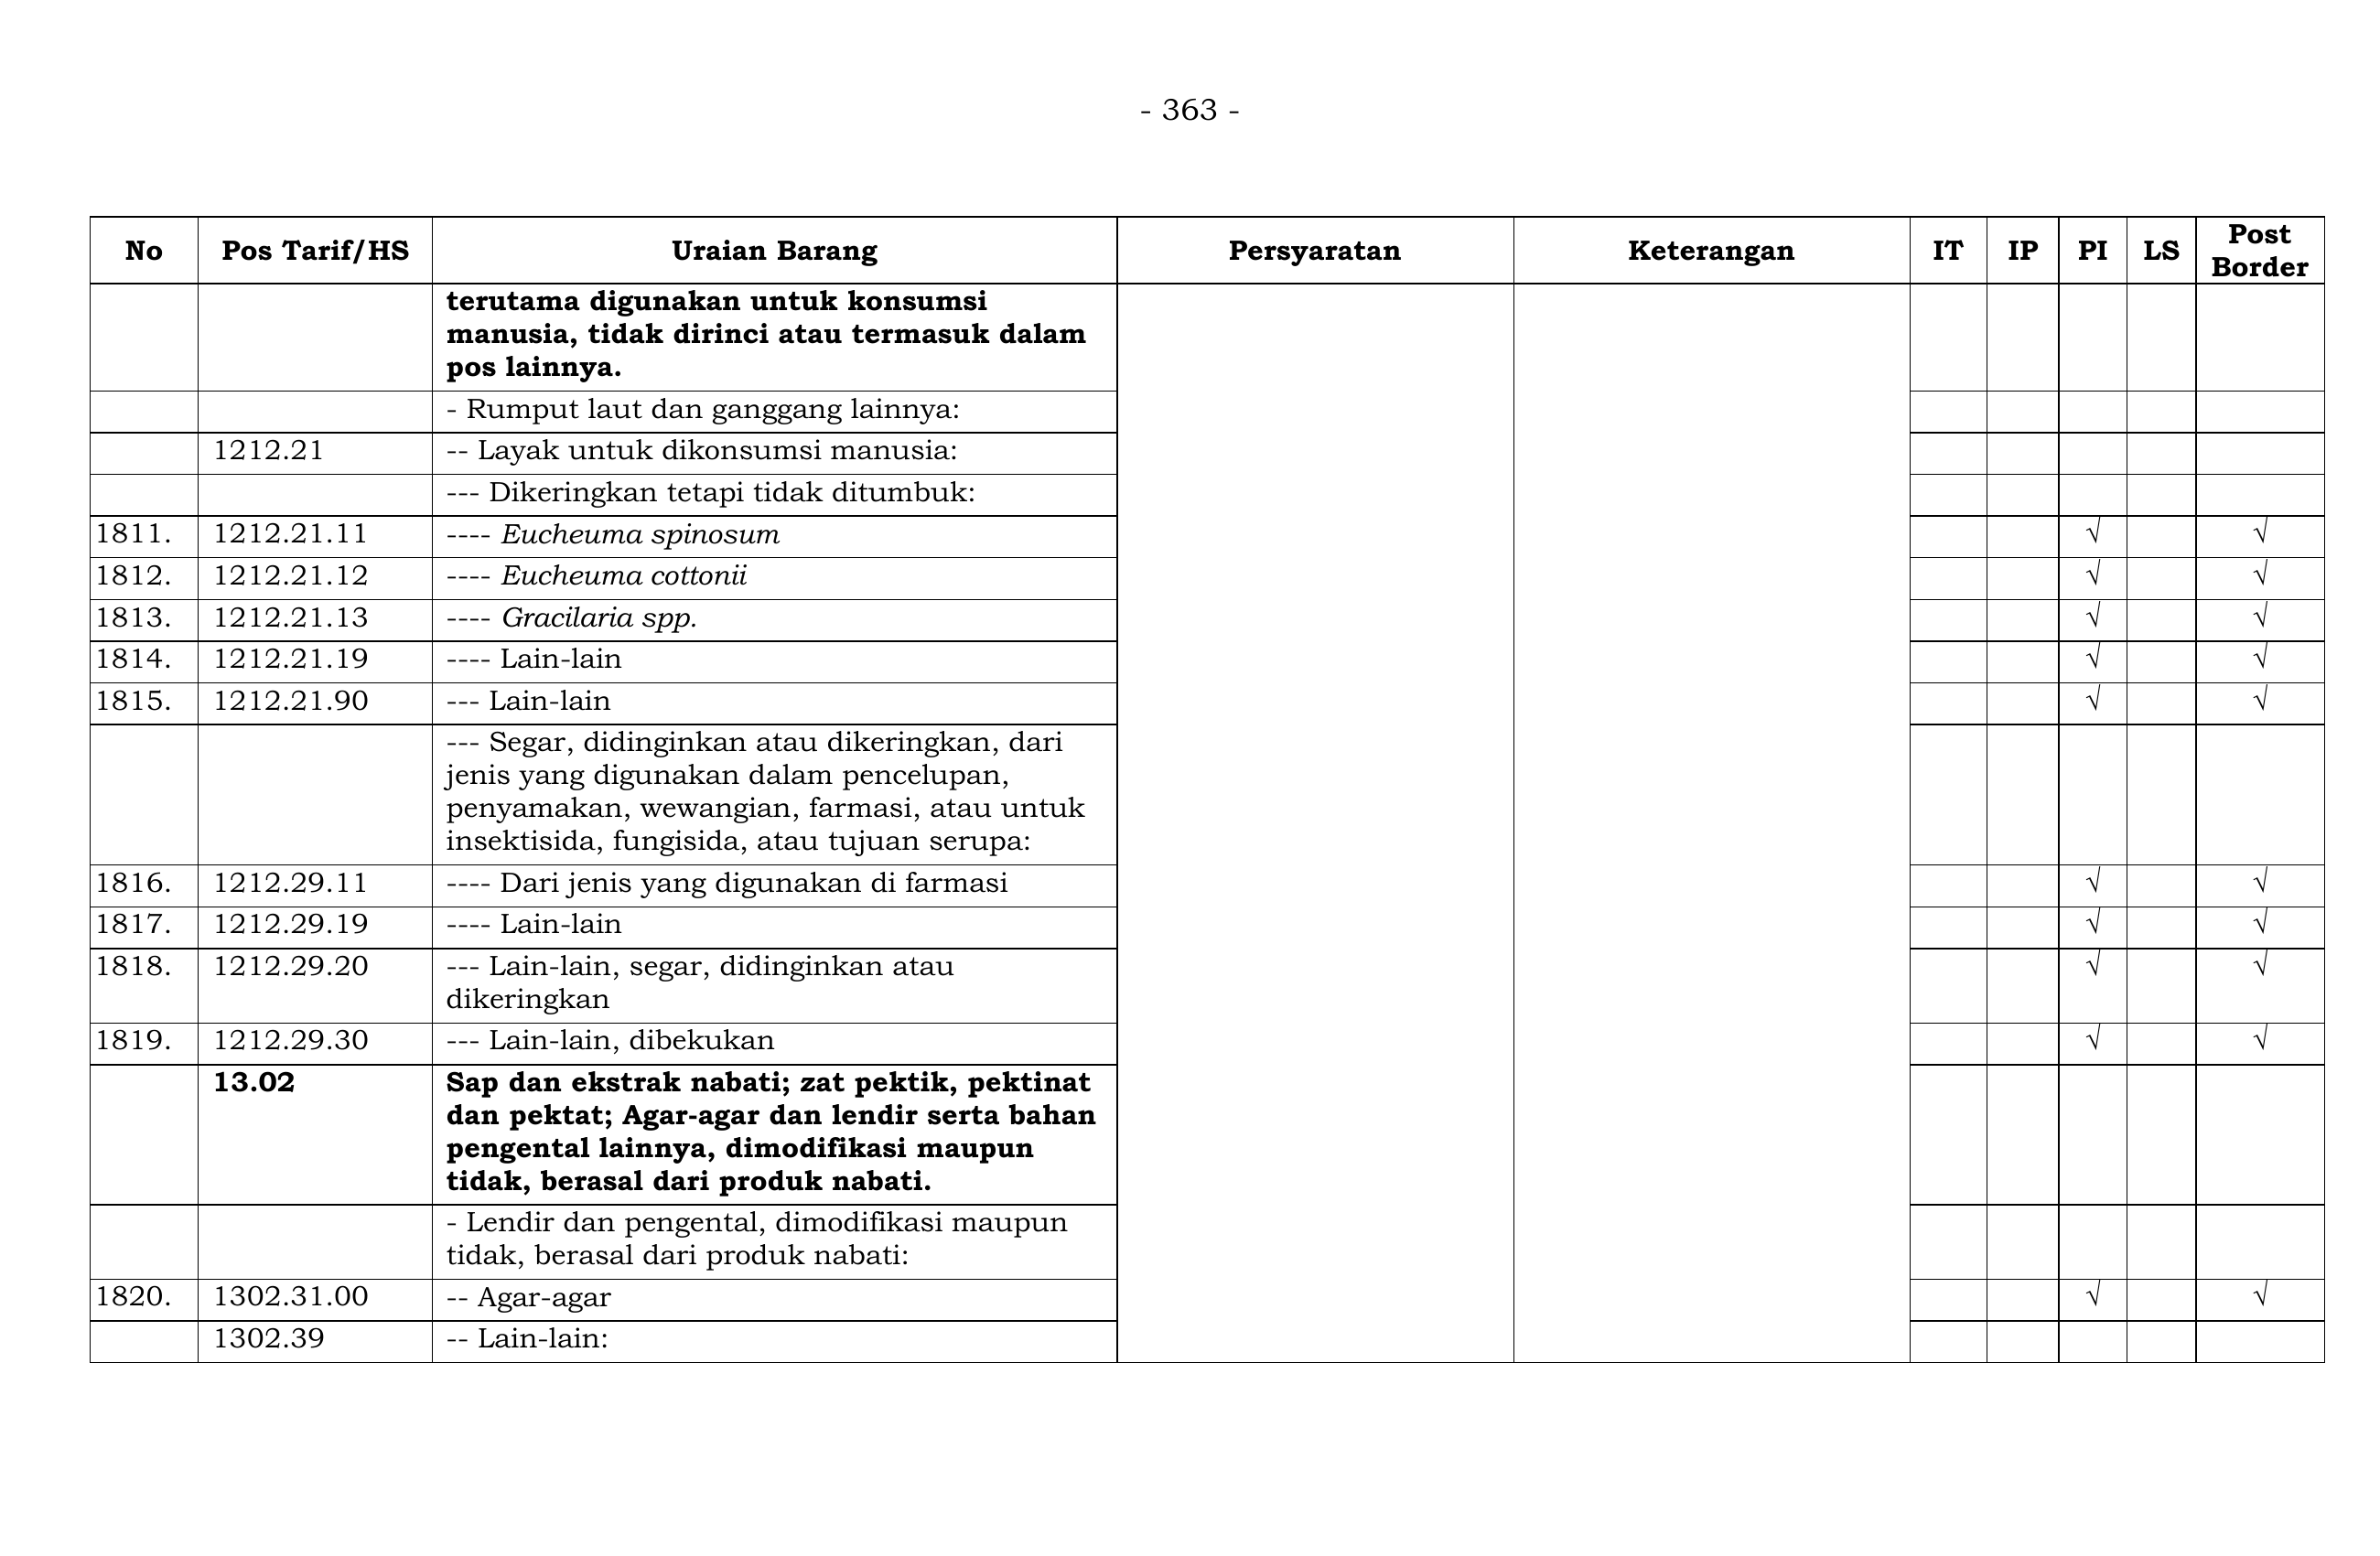 - 363 -
No Pos Tarif/HS Uraian Barang Persyaratan Keterangan IT IP PI LS Post Border
terutama digunakan untuk konsumsi
manusia, tidak dirinci atau termasuk dalam
pos lainnya.
- Rumput laut dan ganggang lainnya:
1212.21 -- Layak untuk dikonsumsi manusia:
--- Dikeringkan tetapi tidak ditumbuk:
1811. 1212.21.11 ---- Eucheuma spinosum √ √
1812. 1212.21.12 ---- Eucheuma cottonii √ √
1813. 1212.21.13 ---- Gracilaria spp. √ √
1814. 1212.21.19 ---- Lain-lain √ √
1815. 1212.21.90 --- Lain-lain √ √
--- Segar, didinginkan atau dikeringkan, dari
jenis yang digunakan dalam pencelupan,
penyamakan, wewangian, farmasi, atau untuk
insektisida, fungisida, atau tujuan serupa:
1816. 1212.29.11 ---- Dari jenis yang digunakan di farmasi √ √
1817. 1212.29.19 ---- Lain-lain √ √
1818. 1212.29.20 --- Lain-lain, segar, didinginkan atau √ √
dikeringkan
1819. 1212.29.30 --- Lain-lain, dibekukan √ √
13.02 Sap dan ekstrak nabati; zat pektik, pektinat
dan pektat; Agar-agar dan lendir serta bahan
pengental lainnya, dimodifikasi maupun
tidak, berasal dari produk nabati.
- Lendir dan pengental, dimodifikasi maupun
tidak, berasal dari produk nabati:
1820. 1302.31.00 -- Agar-agar √ √
1302.39 -- Lain-lain: